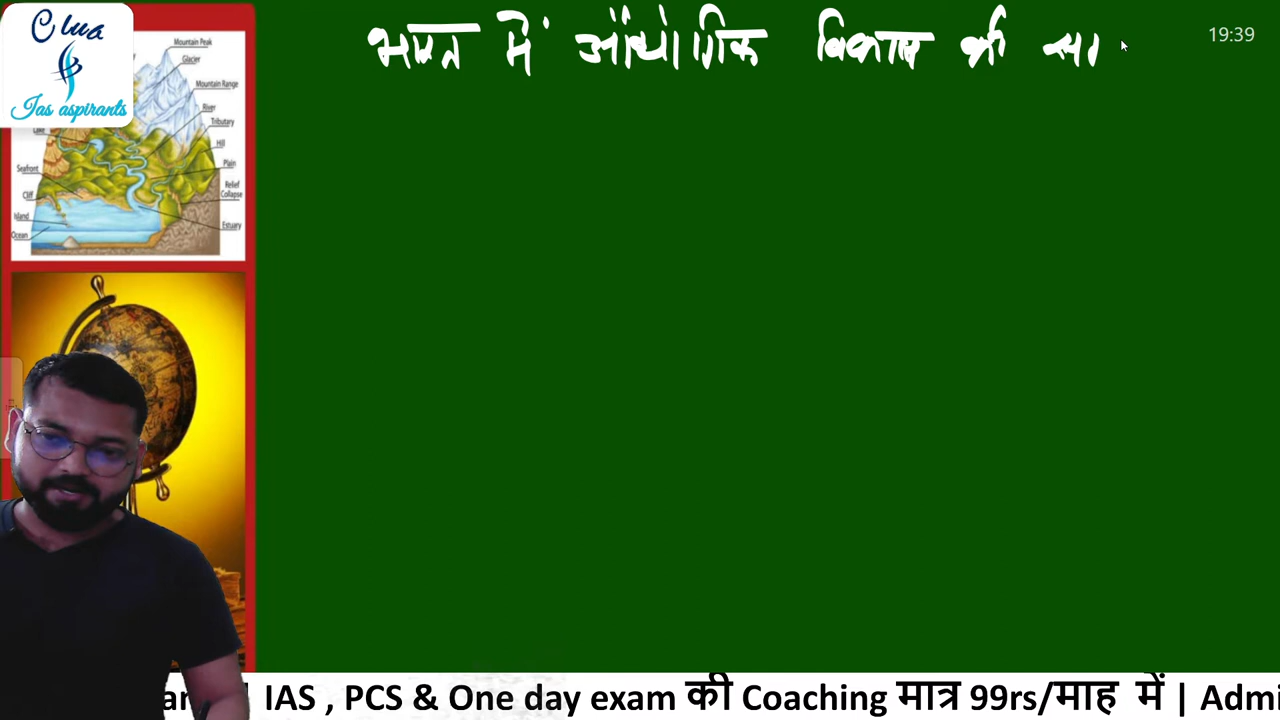 भारत में औद्योगिक विकास की सा
19:39
Clua
Ias aspirants
Mountain Peak
Glacier
Mountain Range
River
Tributary
Lake
Hill
Plain
Seafront
Relief
Collapse
Cliff
Island
Estuary
Ocean
IAS , PCS & One day exam की Coaching मात्र 99rs/माह में | Admi